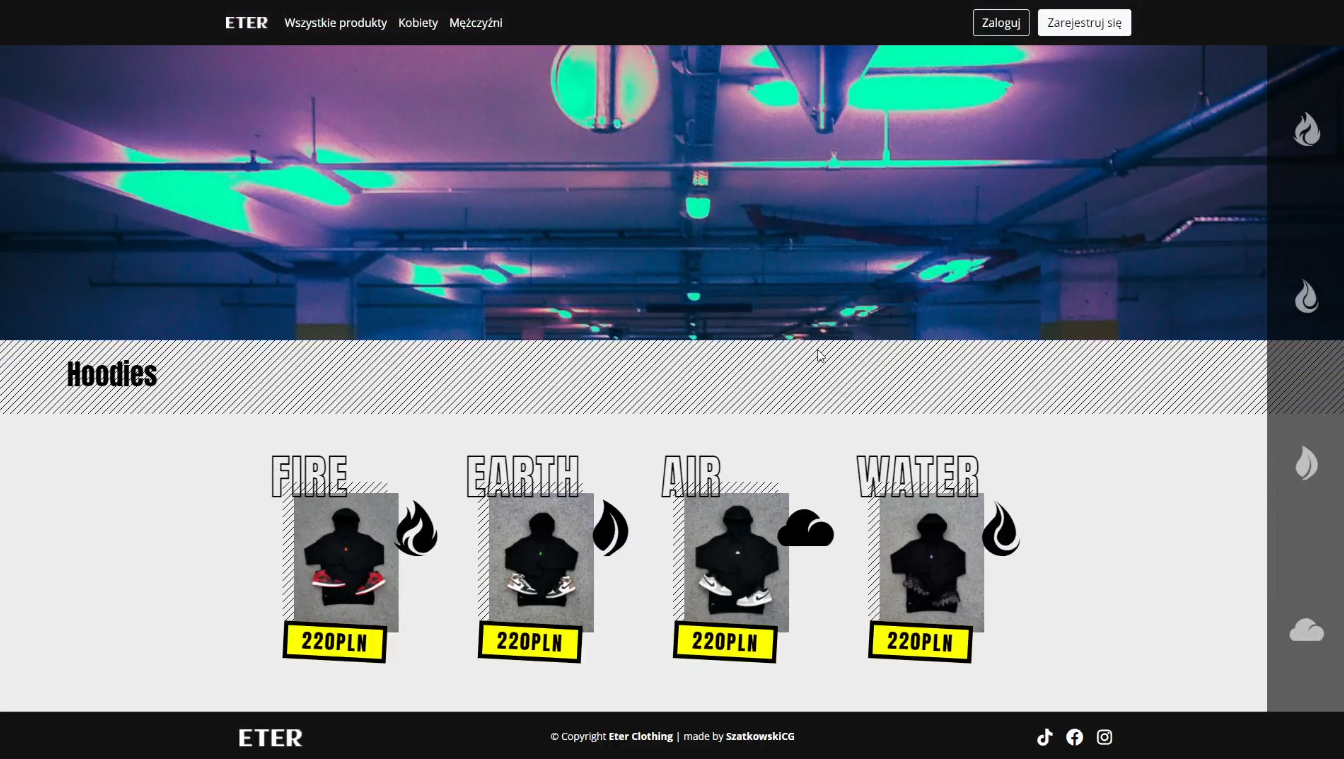 ETER Wszystkie produkty Kobiety Mężczyźni Zaloguj Zarejestruj się
Hoodies
FIRE EARTH AIR WATER
220PLN 220PLN 220PLN 220PLN
ETER © Copyright Eter Clothing | made by SzatkowskiCG